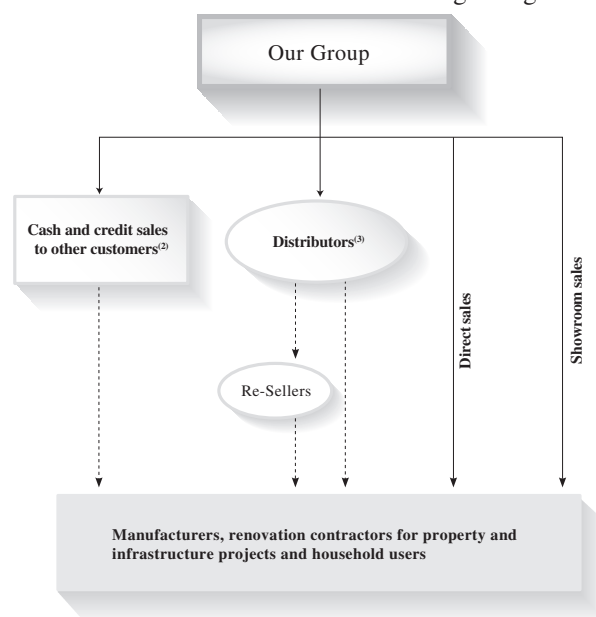 Our Group
Cash and credit sales
to other customers(2)
Distributors(3)
Direct sales
Showroom sales
Re-Sellers
Manufacturers, renovation contractors for property and
infrastructure projects and household users